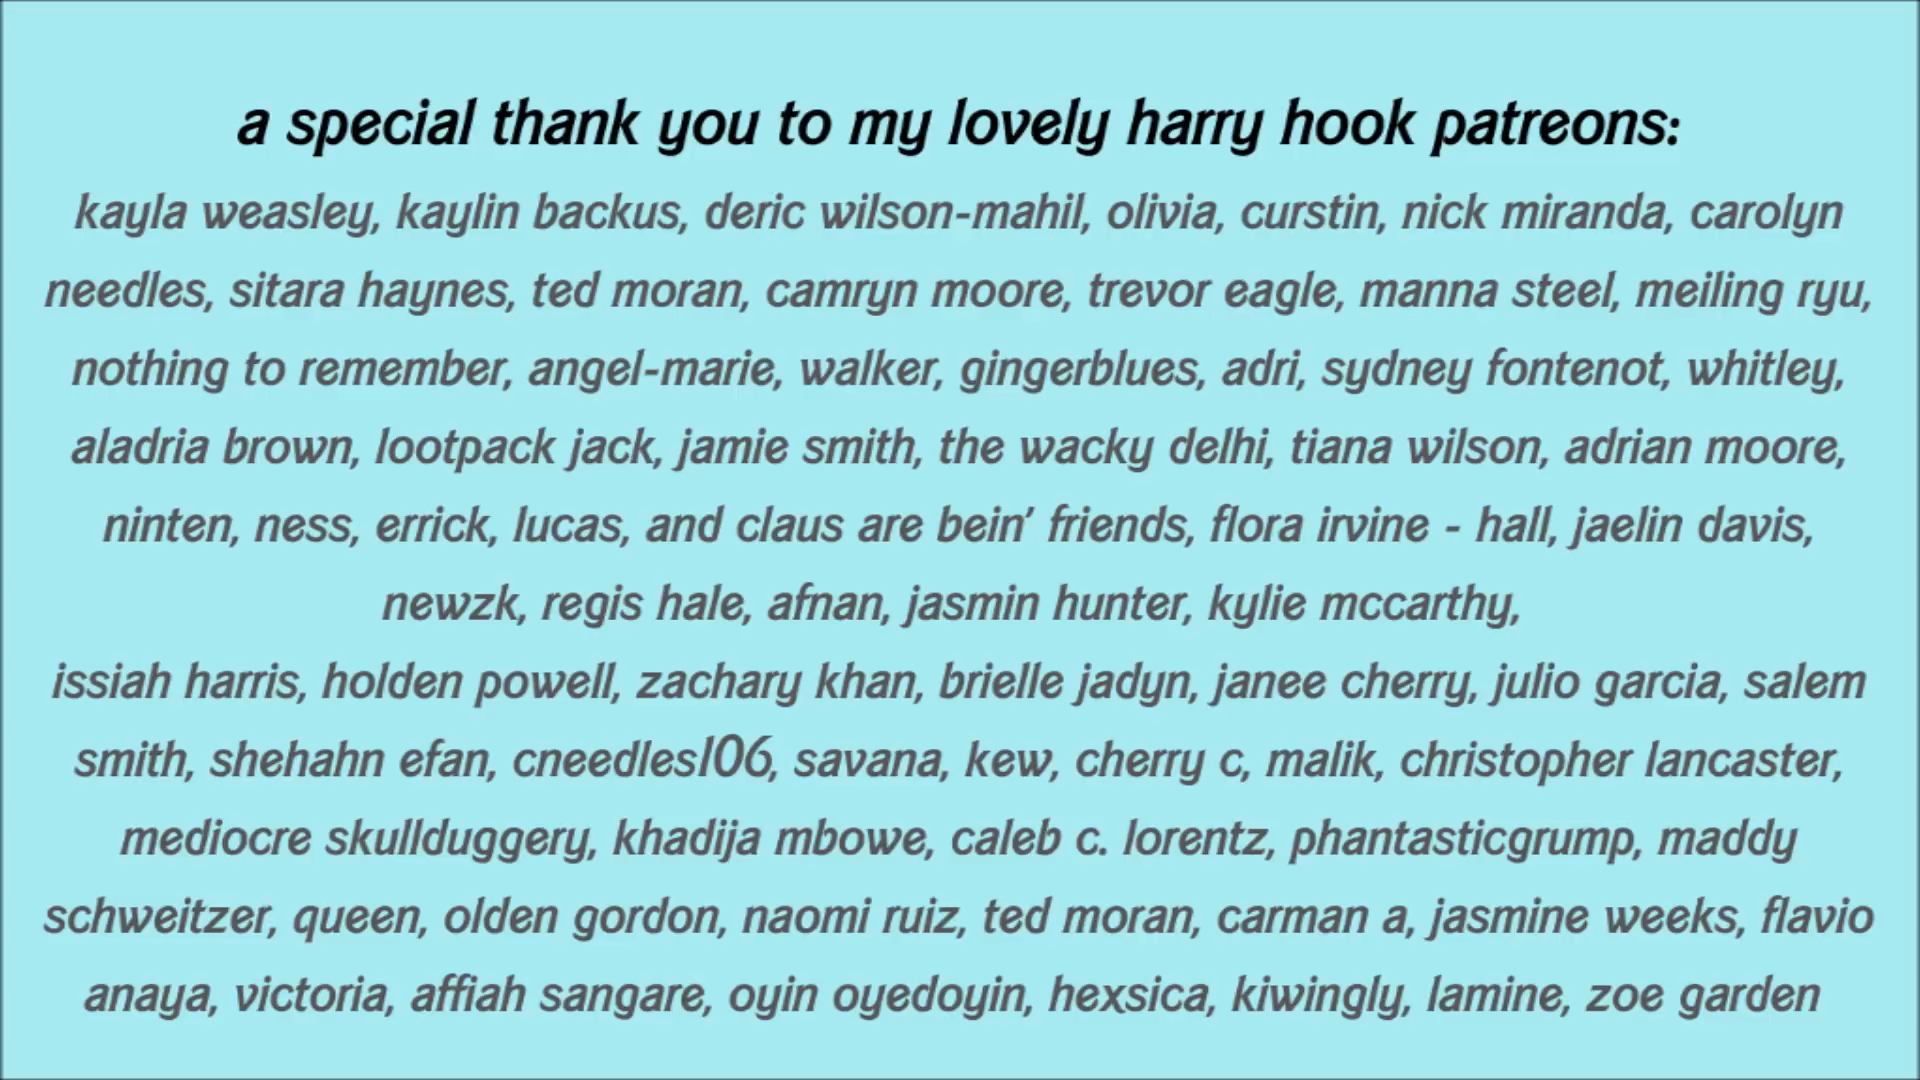 a special thank you to my lovely harry hook patreons:
kayla weasley, kaylin backus, deric wilson-mahil, olivia, curstin, nick miranda, carolyn
needles, sitara haynes, ted moran, camryn moore, trevor eagle, manna steel, meiling ryu,
nothing to remember, angel-marie, walker, gingerblues, adri, sydney fontenot, whitley,
aladria brown, lootpack jack, jamie smith, the wacky delhi, tiana wilson, adrian moore,
ninten, ness, errick, lucas, and claus are bein’ friends, flora irvine - hall, jaelin davis,
newzk, regis hale, afnan, jasmin hunter, kylie mccarthy,
issiah harris, holden powell, zachary khan, brielle jadyn, janee cherry, julio garcia, salem
smith, shehahn efan, cneedles106, savana, kew, cherry c, malik, christopher lancaster,
mediocre skullduggery, khadija mbowe, caleb c. lorentz, phantasticgrump, maddy
schweitzer, queen, olden gordon, naomi ruiz, ted moran, carman a, jasmine weeks, flavio
anaya, victoria, affiah sangare, oyin oyedoyin, hexsica, kiwingly, lamine, zoe garden